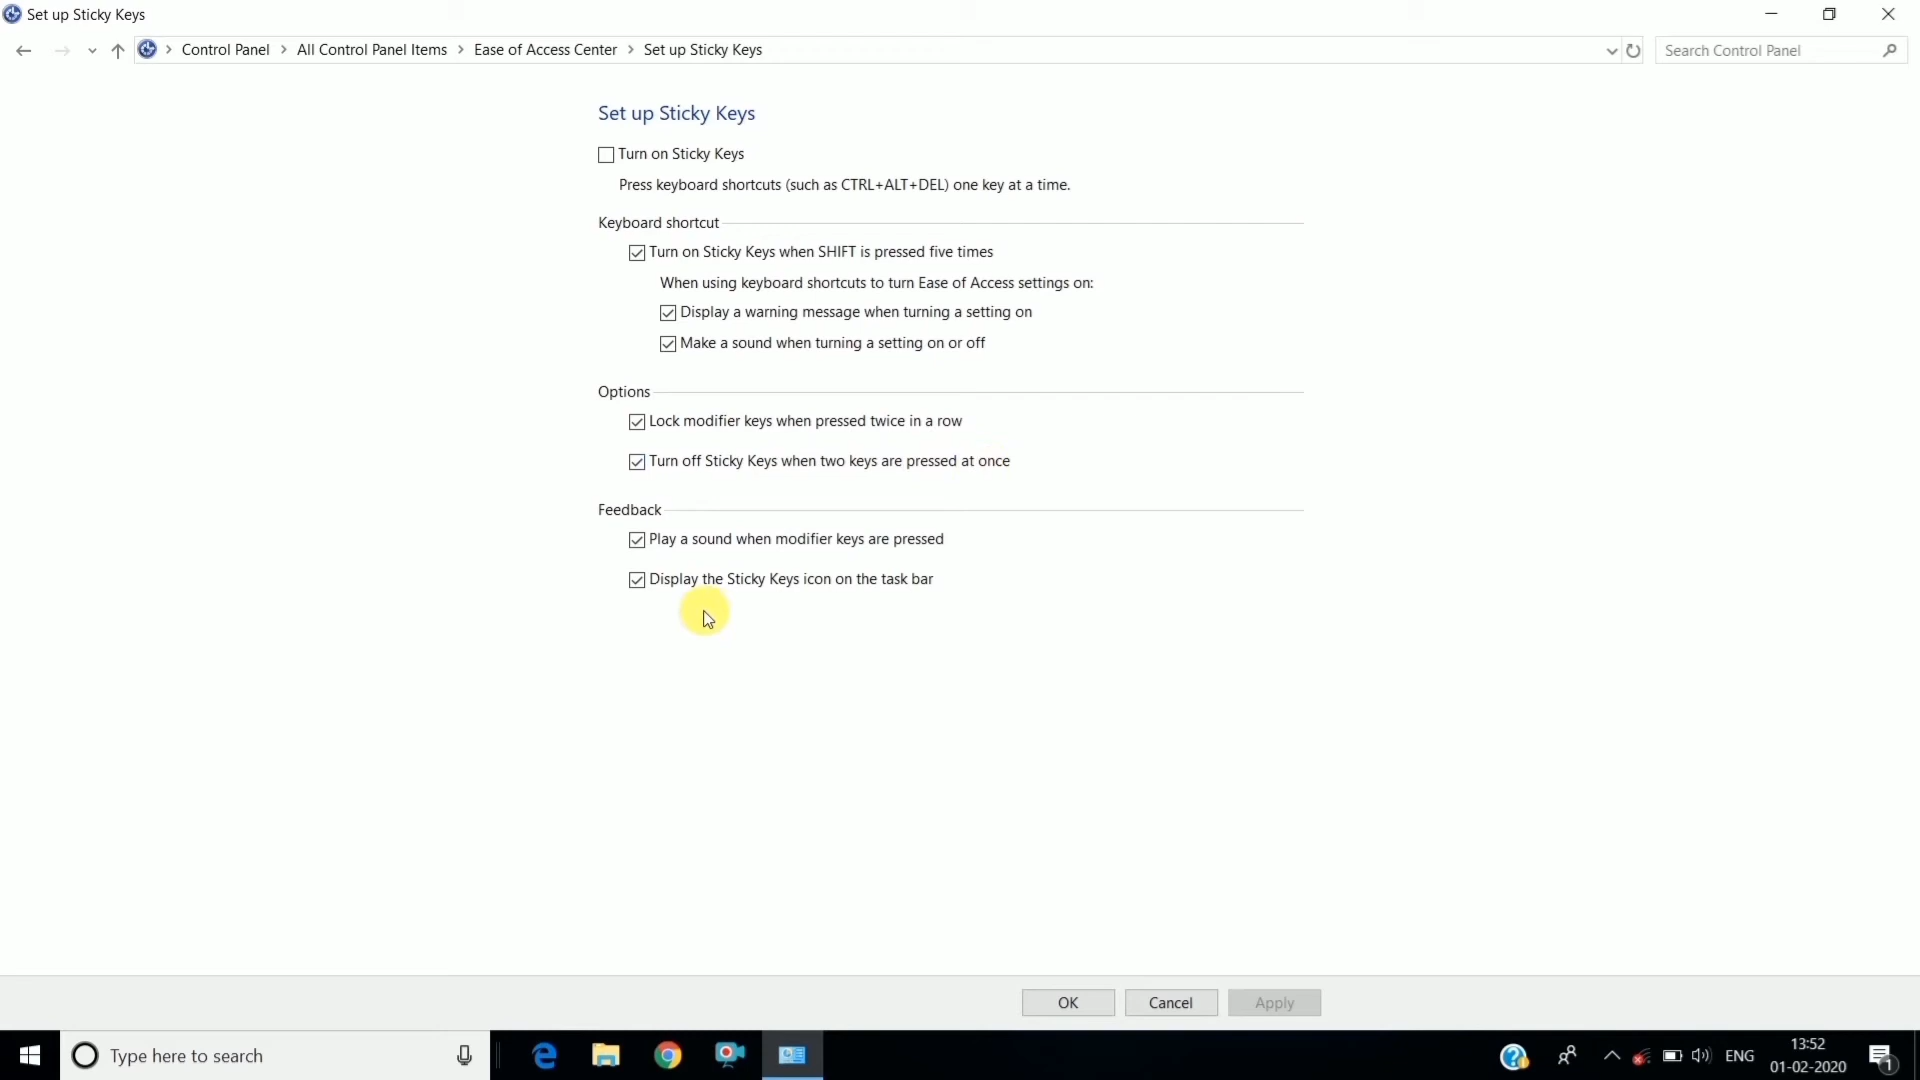 Set up Sticky Keys
Control Panel > All Control Panel Items > Ease of Access Center > Set up Sticky Keys
Search Control Panel
Set up Sticky Keys
Turn on Sticky Keys
Press keyboard shortcuts (such as CTRL+ALT+DEL) one key at a time.
Keyboard shortcut
Turn on Sticky Keys when SHIFT is pressed five times
When using keyboard shortcuts to turn Ease of Access settings on:
Display a warning message when turning a setting on
Make a sound when turning a setting on or off
Options
Lock modifier keys when pressed twice in a row
Turn off Sticky Keys when two keys are pressed at once
Feedback
Play a sound when modifier keys are pressed
Display the Sticky Keys icon on the task bar
OK
Cancel
Apply
Type here to search
ENG
13:52
01-02-2020
1